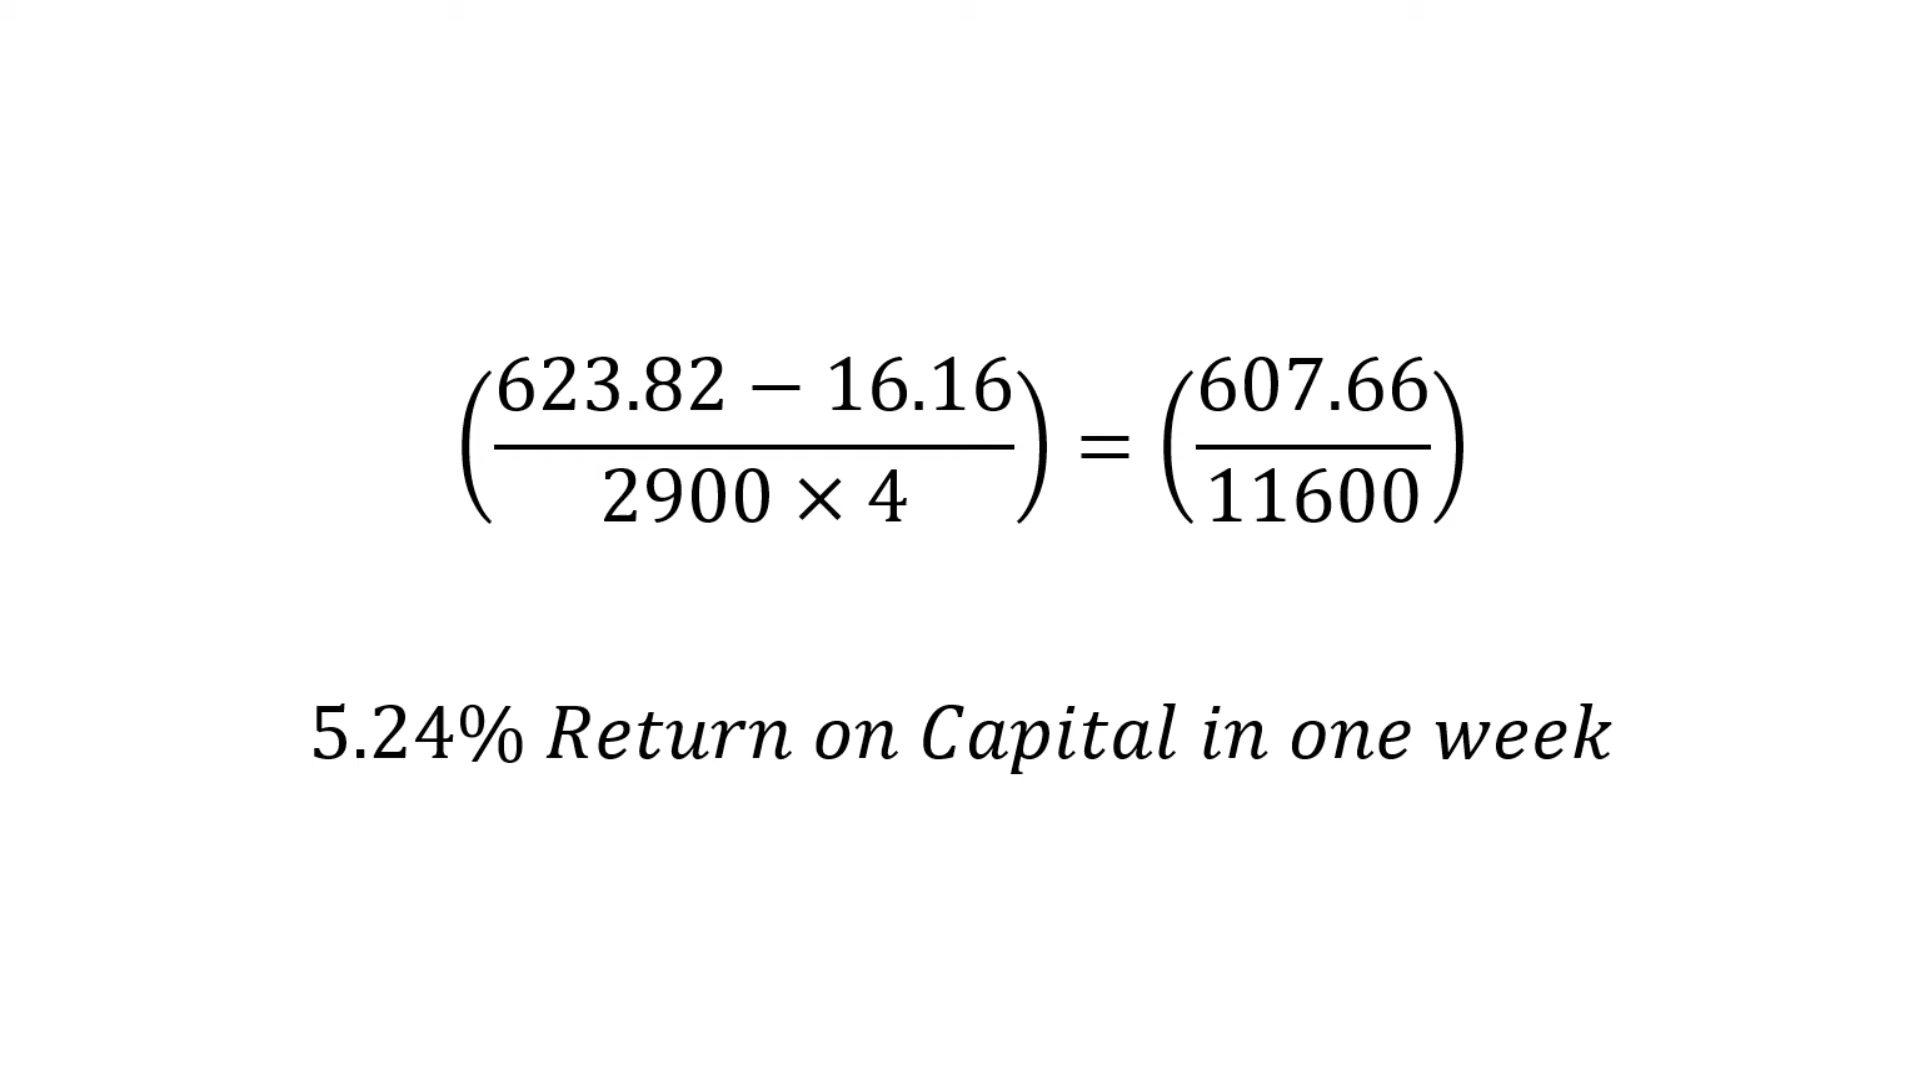 (623.82 − 16.16 / 2900 × 4) = (607.66 / 11600)
5.24% Return on Capital in one week